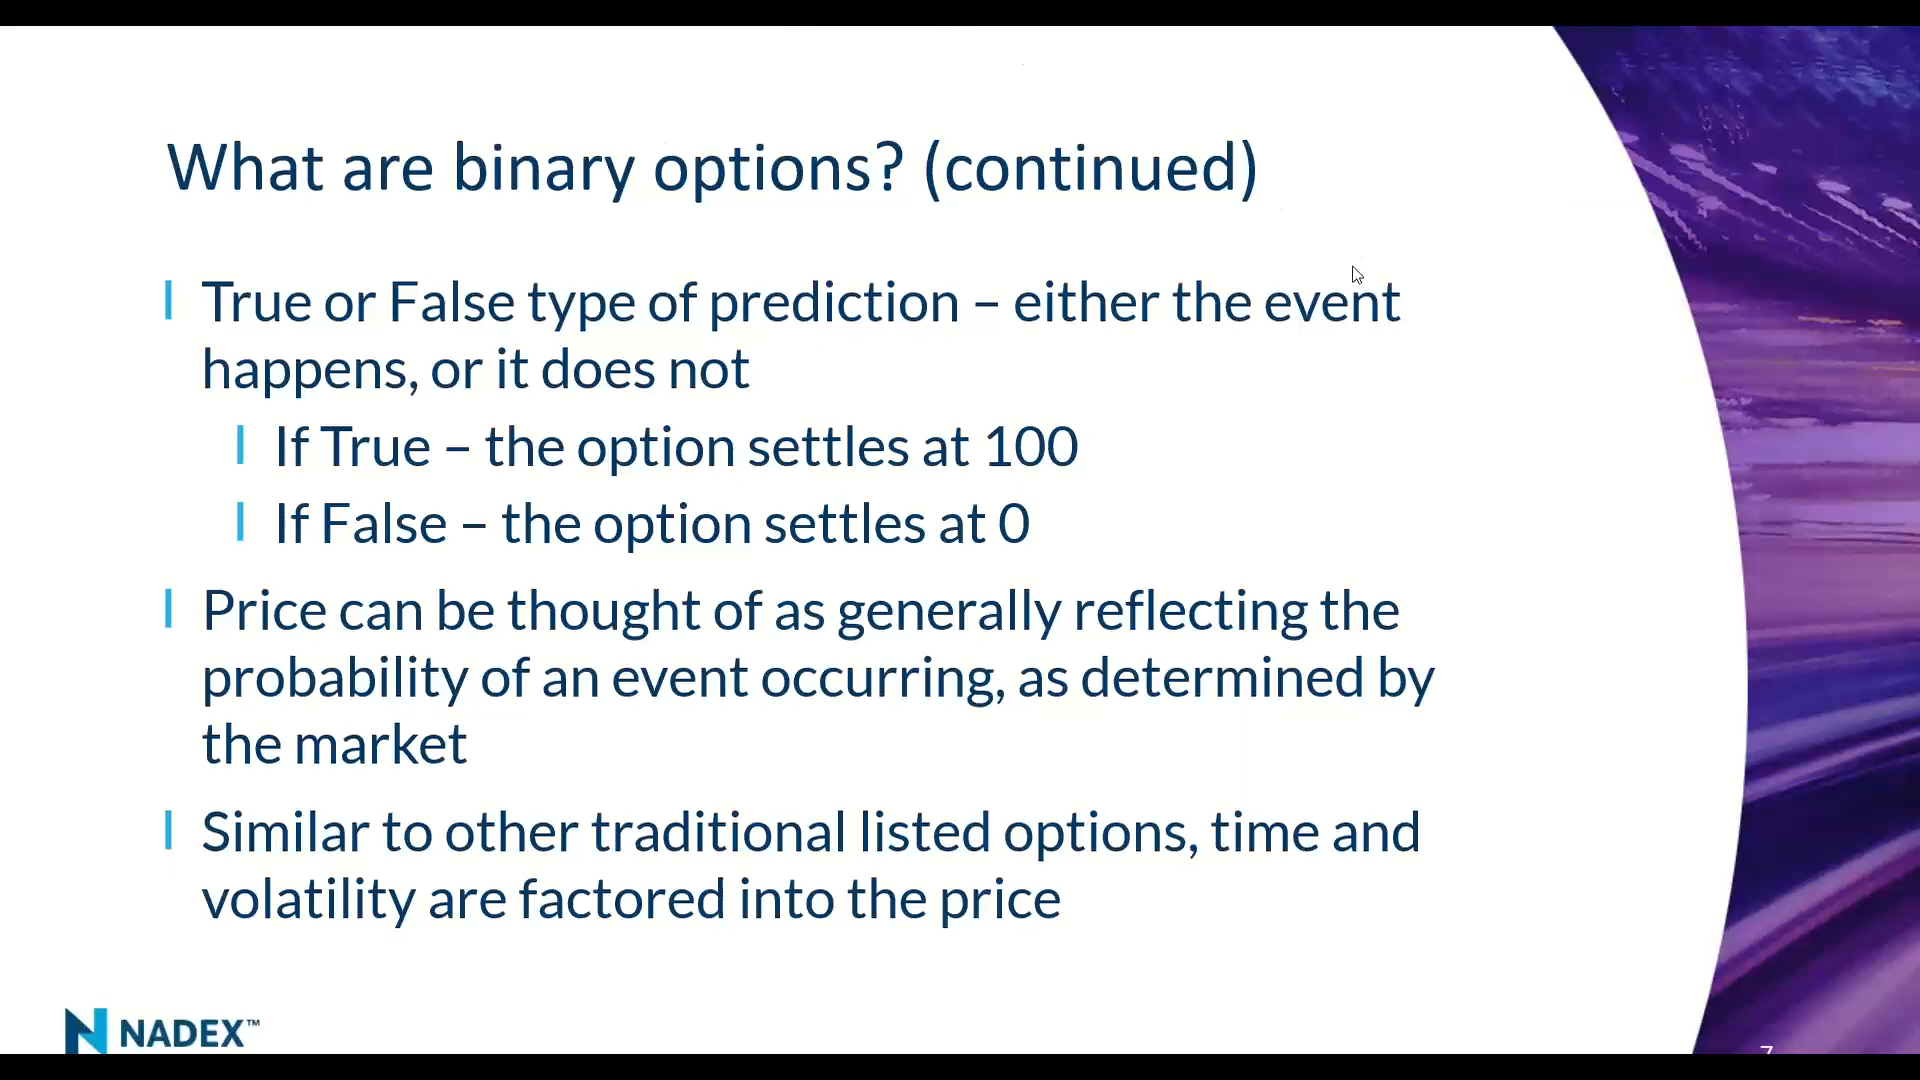 What are binary options? (continued)
True or False type of prediction – either the event
happens, or it does not
If True – the option settles at 100
If False – the option settles at 0
Price can be thought of as generally reflecting the
probability of an event occurring, as determined by
the market
Similar to other traditional listed options, time and
volatility are factored into the price
NADEX™
7